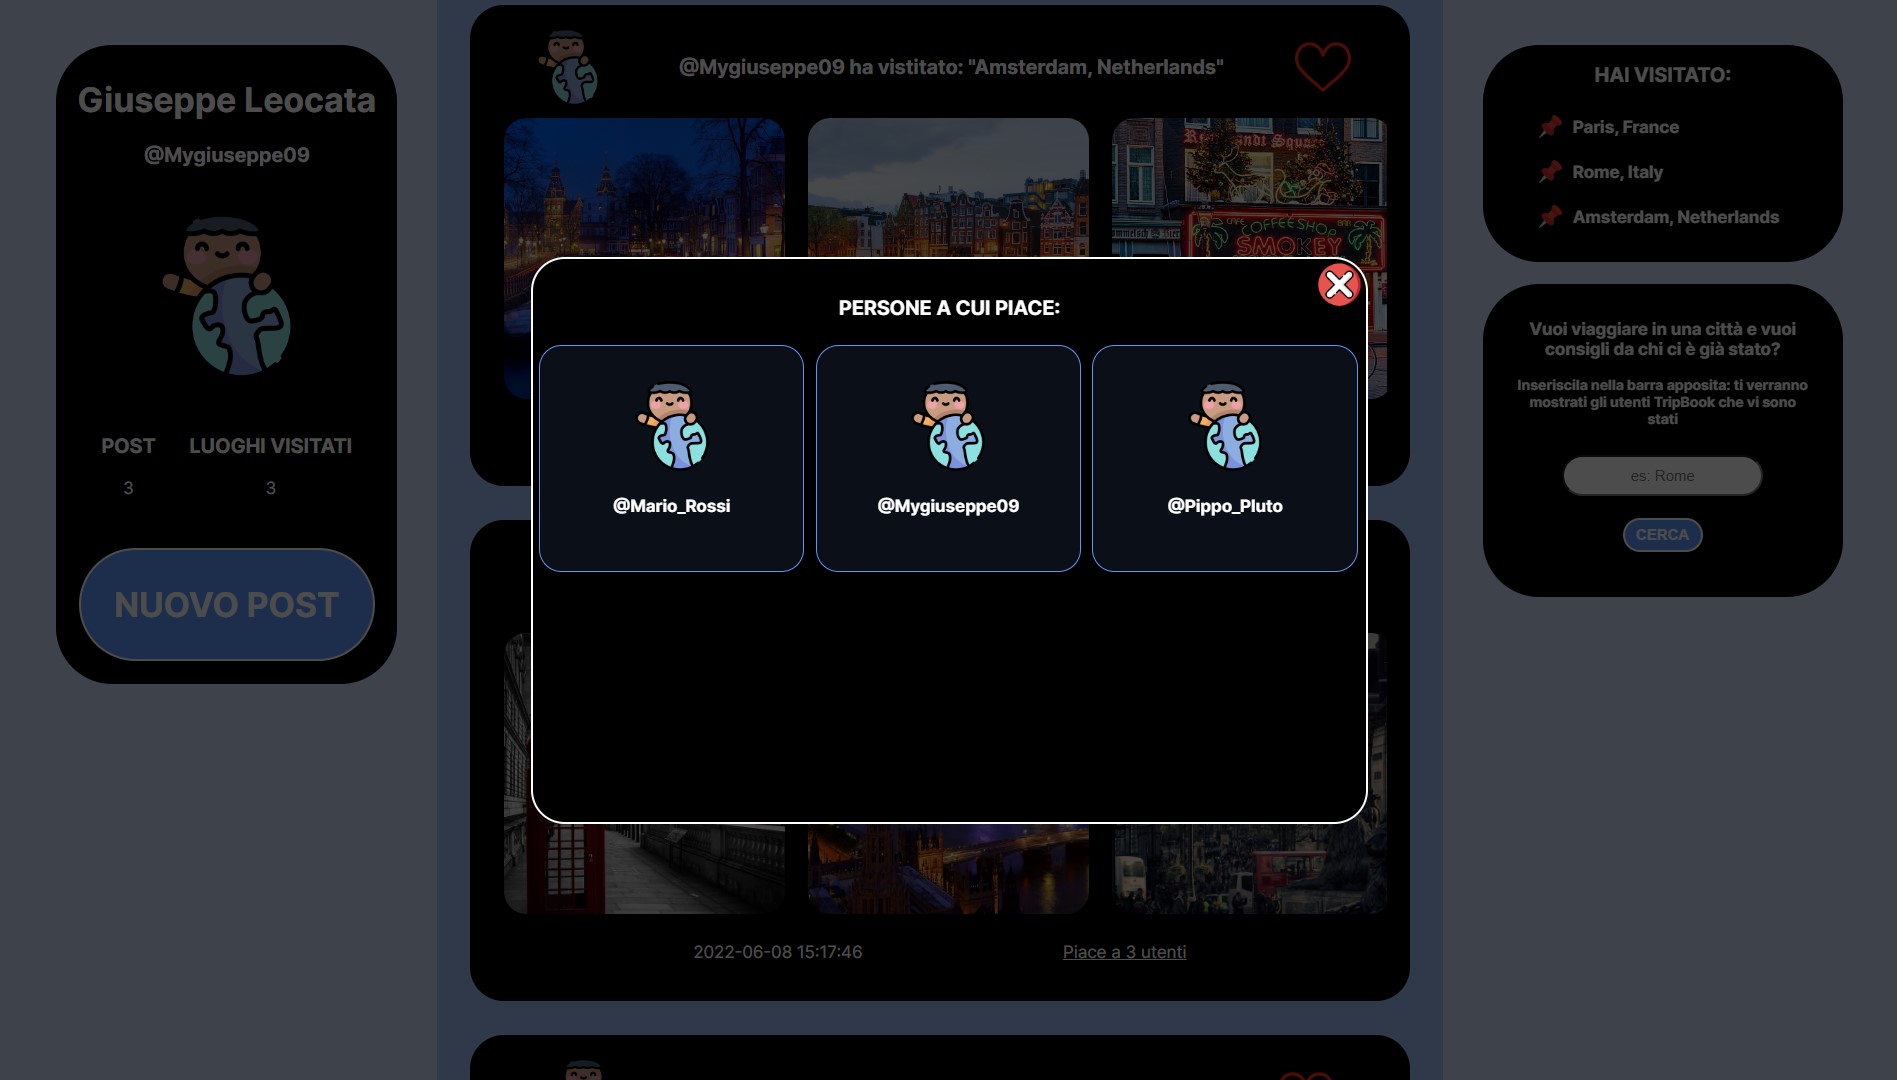 Giuseppe Leocata
@Mygiuseppe09
POST
LUOGHI VISITATI
3
3
NUOVO POST
@Mygiuseppe09 ha vistitato: "Amsterdam, Netherlands"
COFFEESHOP
SMOKEY
PERSONE A CUI PIACE:
@Mario_Rossi
@Mygiuseppe09
@Pippo_Pluto
2022-06-08 15:17:46
Piace a 3 utenti
HAI VISITATO:
Paris, France
Rome, Italy
Amsterdam, Netherlands
Vuoi viaggiare in una città e vuoi
consigli da chi ci è già stato?
Inseriscila nella barra apposita: ti verranno
mostrati gli utenti TripBook che vi sono
stati
es: Rome
CERCA